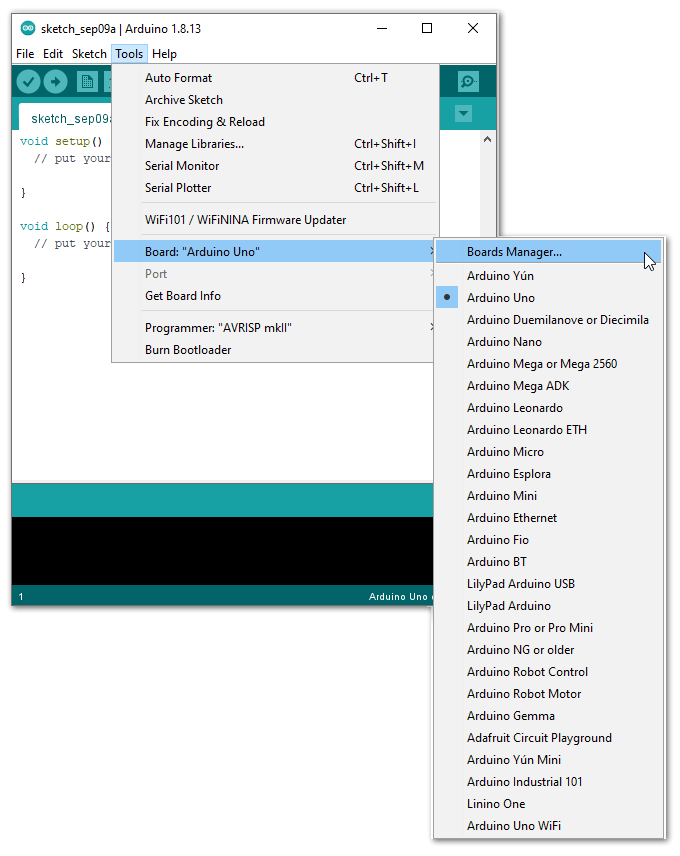 sketch_sep09a | Arduino 1.8.13
File Edit Sketch Tools Help
sketch_sep09a
void setup()
// put your
}
void loop() {
// put your
}
Auto Format Ctrl+T
Archive Sketch
Fix Encoding & Reload
Manage Libraries... Ctrl+Shift+I
Serial Monitor Ctrl+Shift+M
Serial Plotter Ctrl+Shift+L
WiFi101 / WiFiNINA Firmware Updater
Board: "Arduino Uno"
Port
Get Board Info
Programmer: "AVRISP mkII"
Burn Bootloader
Boards Manager...
Arduino Yún
Arduino Uno
Arduino Duemilanove or Diecimila
Arduino Nano
Arduino Mega or Mega 2560
Arduino Mega ADK
Arduino Leonardo
Arduino Leonardo ETH
Arduino Micro
Arduino Esplora
Arduino Mini
Arduino Ethernet
Arduino Fio
Arduino BT
LilyPad Arduino USB
LilyPad Arduino
Arduino Pro or Pro Mini
Arduino NG or older
Arduino Robot Control
Arduino Robot Motor
Arduino Gemma
Adafruit Circuit Playground
Arduino Yún Mini
Arduino Industrial 101
Linino One
Arduino Uno WiFi
1 Arduino Uno